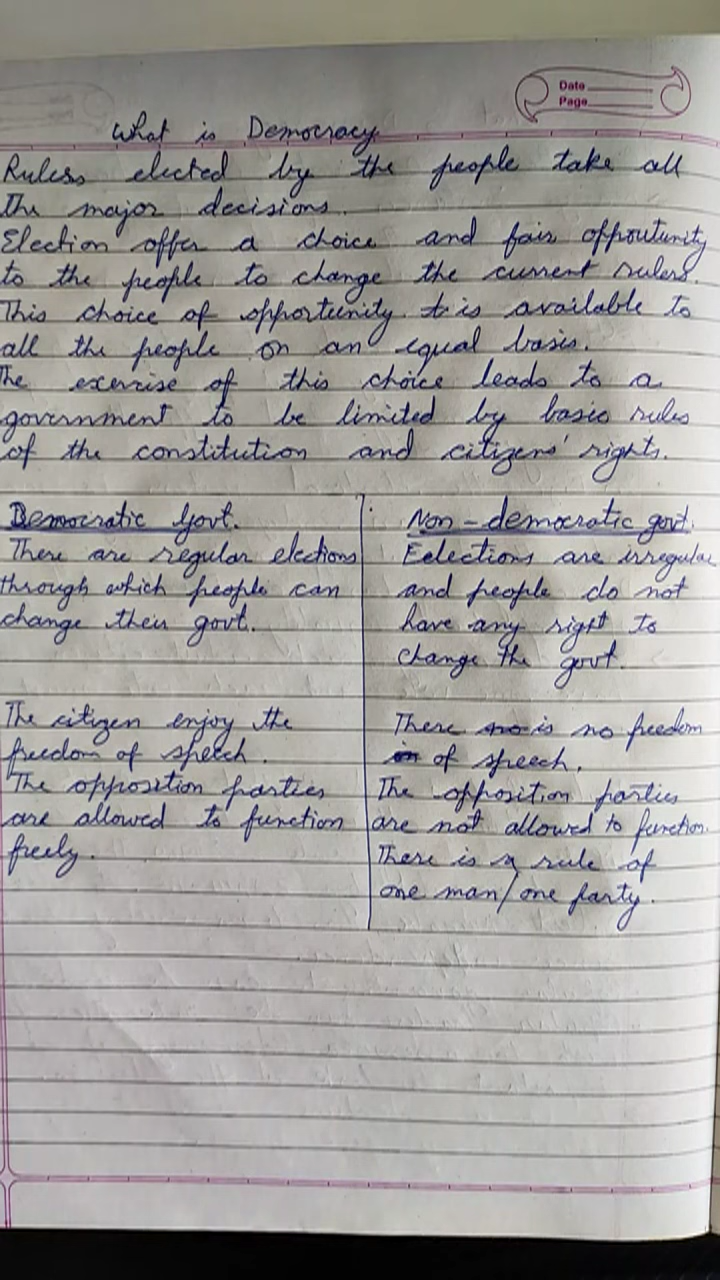 Date
Page
What is Democracy
Rulers elected by the people take all
the major decisions.
Election offer a choice and fair opportunity
to the people to change the current rulers.
This choice of opportunity is available to
all the people on an equal basis.
The exercise of this choice leads to a
government to be limited by basic rules
of the constitution and citizens' rights.
Democratic Govt.
There are regular elections
through which people can
change their govt.
The citizen enjoy the
freedom of speech.
The opposition parties
are allowed to function
freely.
Non-democratic govt.
Eelections are irregular
and people do not
have any right to
change the govt.
There is no freedom
of speech.
The opposition parties
are not allowed to function.
There is rule of
one man/one party.